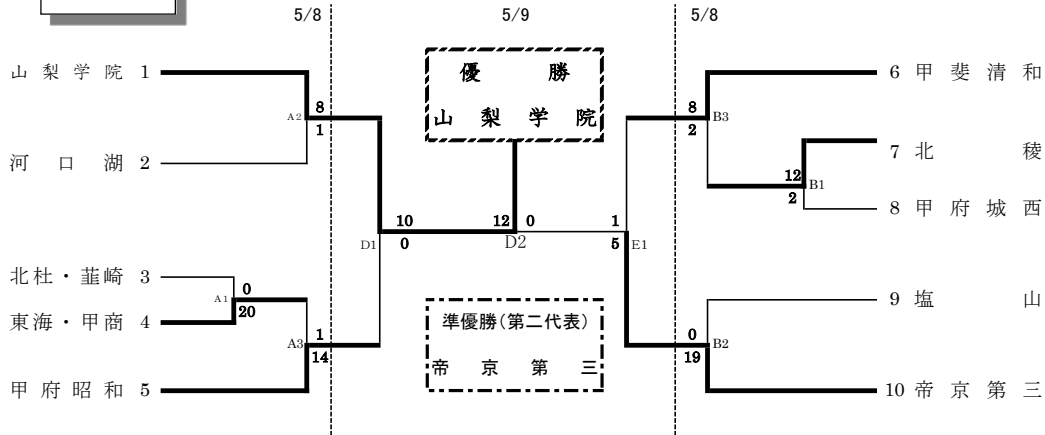 5/8 5/9 5/8
優 勝
山 梨 学 院
山 梨 学 院 1
6 甲 斐 清 和
A2 8
1
8 B3
2
河 口 湖 2
7 北 稜
12 B1
2
8 甲 府 城 西
D1 10
0
12 0
D2
1
5 E1
北杜・韮崎 3
A1 0
20
東海・甲商 4
9 塩 山
A3 1
14
準優勝(第二代表)
帝 京 第 三
0 B2
19
甲 府 昭 和 5
10 帝 京 第 三